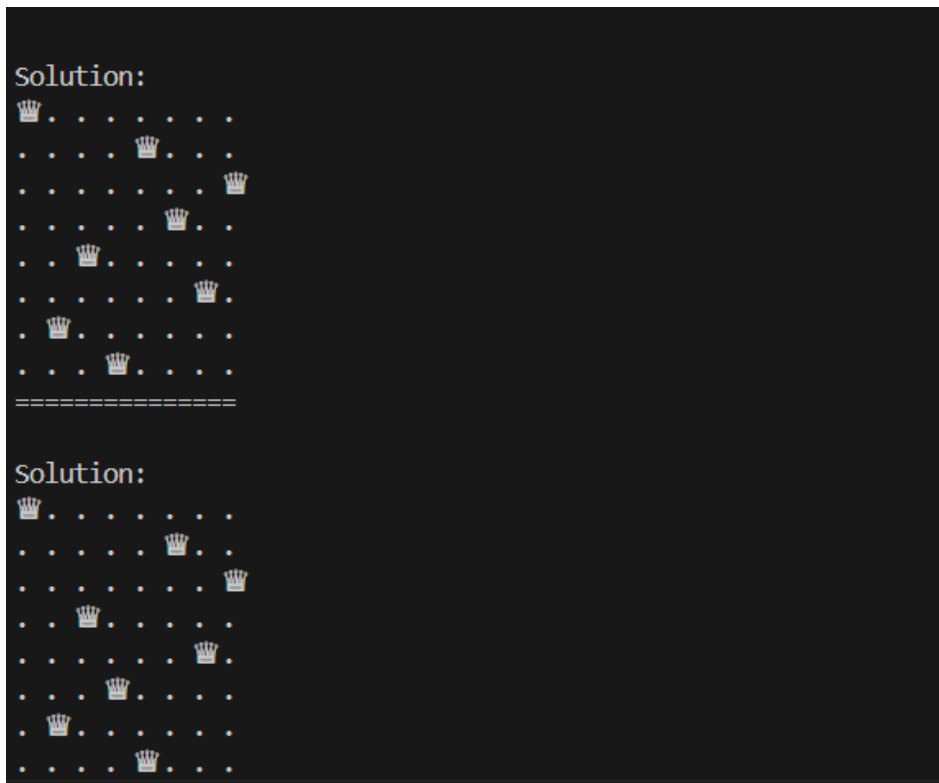 Solution:
♛ . . . . . . .
. . . . ♛ . . .
. . . . . . . ♛
. . . . . ♛ . .
. . ♛ . . . . .
. . . . . . ♛ .
. ♛ . . . . . .
. . . ♛ . . . .
===============
Solution:
♛ . . . . . . .
. . . . . ♛ . .
. . . . . . . ♛
. . ♛ . . . . .
. . . . . . ♛ .
. . . ♛ . . . .
. ♛ . . . . . .
. . . . ♛ . . .